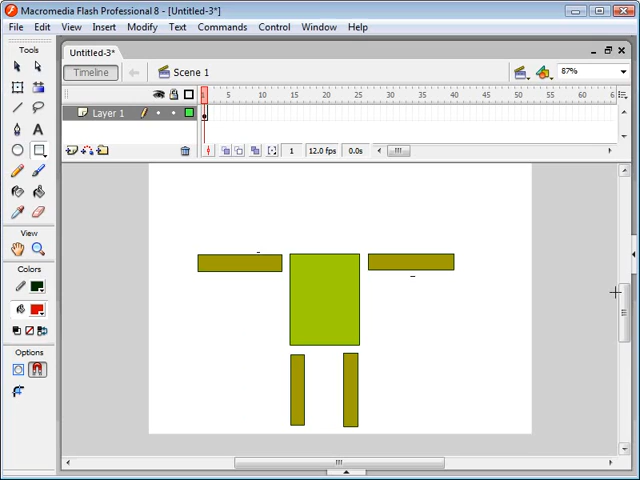 Macromedia Flash Professional 8 - [Untitled-3*]
File Edit View Insert Modify Text Commands Control Window Help
Tools
Untitled-3*
Timeline
Scene 1
87%
1 5 10 15 20 25 30 35 40 45 50 55 60 6
Layer 1
1 12.0 fps 0.0s
View
Colors
Options